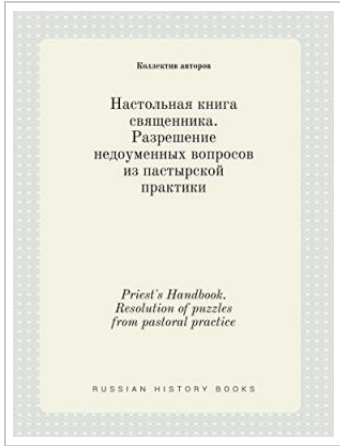 Коллектив авторов
Настольная книга
священника.
Разрешение
недоуменных вопросов
из пастырской
практики
Priest's Handbook.
Resolution of puzzles
from pastoral practice
RUSSIAN HISTORY BOOKS